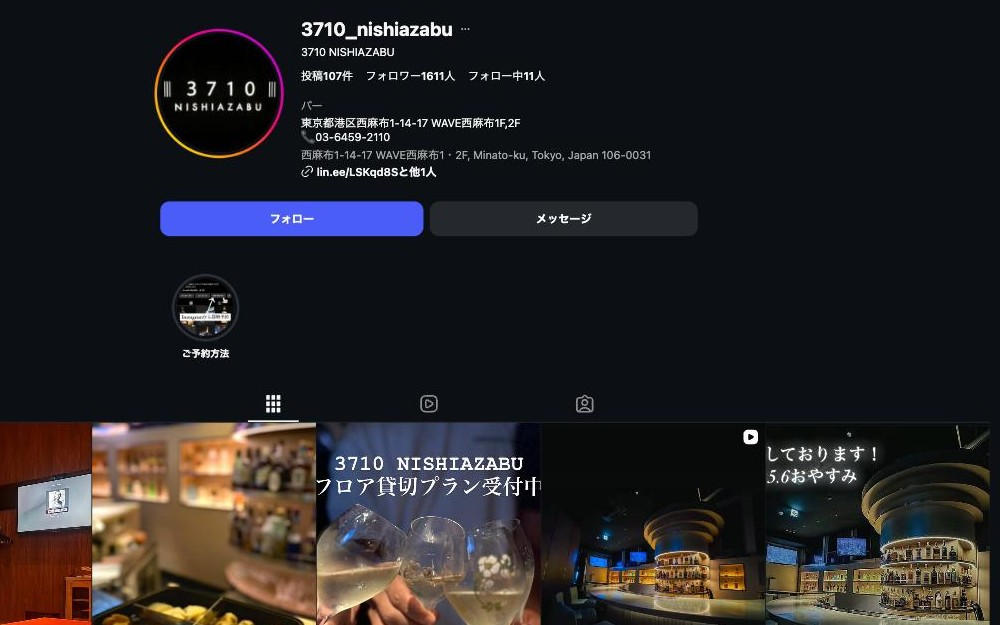 3710_nishiazabu
3710 NISHIAZABU
投稿107件 フォロワー1611人 フォロー中11人
3710
NISHIAZABU
バー
東京都港区西麻布1-14-17 WAVE西麻布1F,2F
📞03-6459-2110
西麻布1-14-17 WAVE西麻布1・2F, Minato-ku, Tokyo, Japan 106-0031
lin.ee/LSKqd8Sと他1人
フォロー
メッセージ
ご予約方法
3710 NISHIAZABU
フロア貸切プラン受付中
しております！
5.6おやすみ